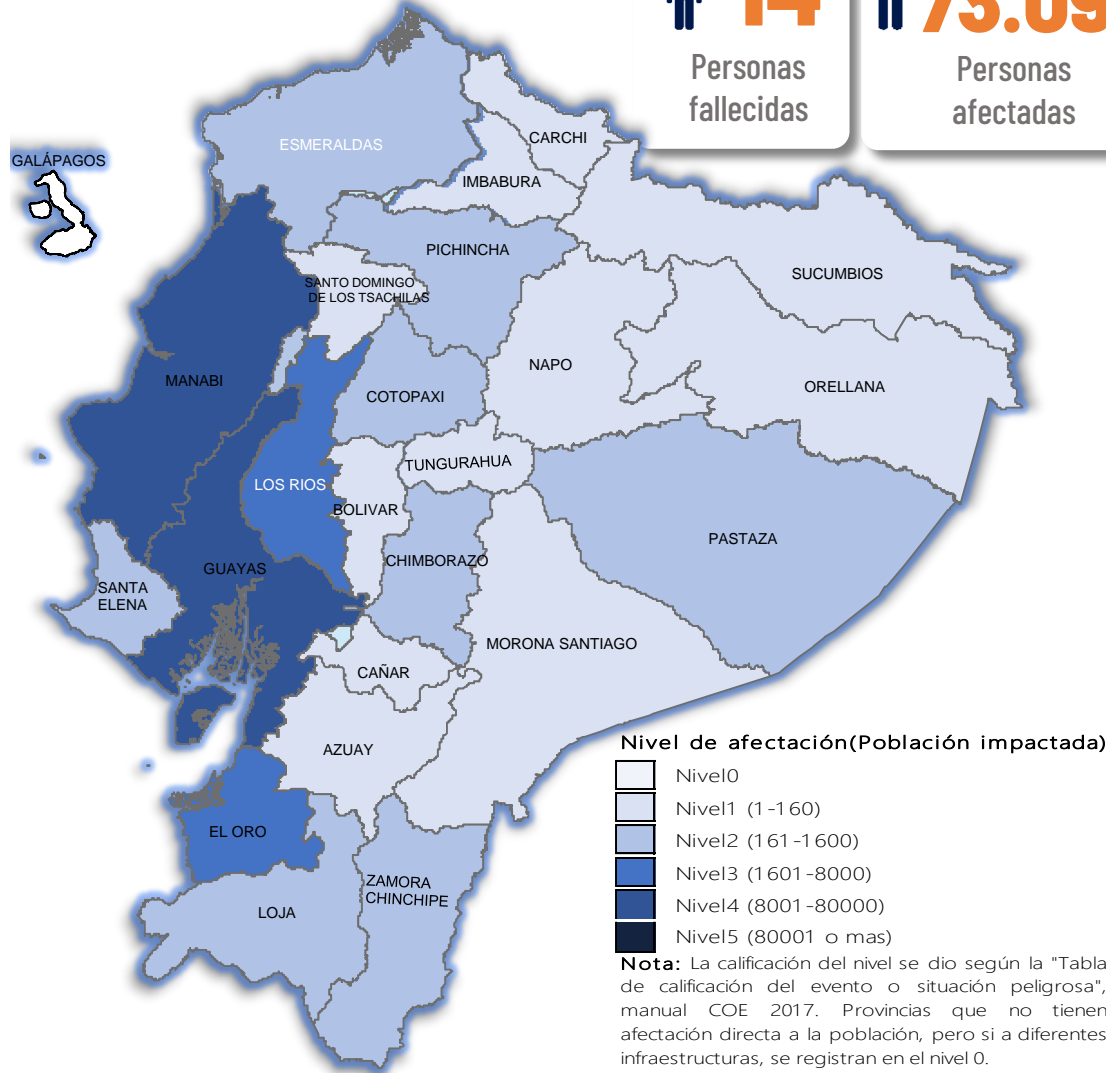 14
Personas
fallecidas
Personas
afectadas
GALÁPAGOS
ESMERALDAS
CARCHI
IMBABURA
PICHINCHA
SUCUMBIOS
SANTO DOMINGO
DE LOS TSACHILAS
NAPO
MANABI
ORELLANA
COTOPAXI
TUNGURAHUA
LOS RIOS
BOLIVAR
PASTAZA
CHIMBORAZO
GUAYAS
SANTA
ELENA
MORONA SANTIAGO
CAÑAR
AZUAY
EL ORO
ZAMORA
CHINCHIPE
LOJA
Nivel de afectación(Población impactada)
Nivel0
Nivel1 (1-160)
Nivel2 (161-1600)
Nivel3 (1601-8000)
Nivel4 (8001-80000)
Nivel5 (80001 o mas)
Nota: La calificación del nivel se dio según la "Tabla
de calificación del evento o situación peligrosa",
manual COE 2017. Provincias que no tienen
afectación directa a la población, pero si a diferentes
infraestructuras, se registran en el nivel 0.